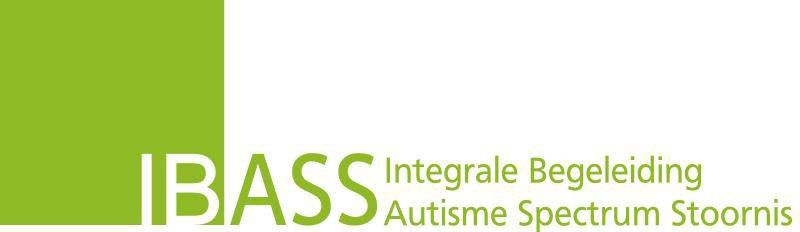 IBASS
Integrale Begeleiding
Autisme Spectrum Stoornis